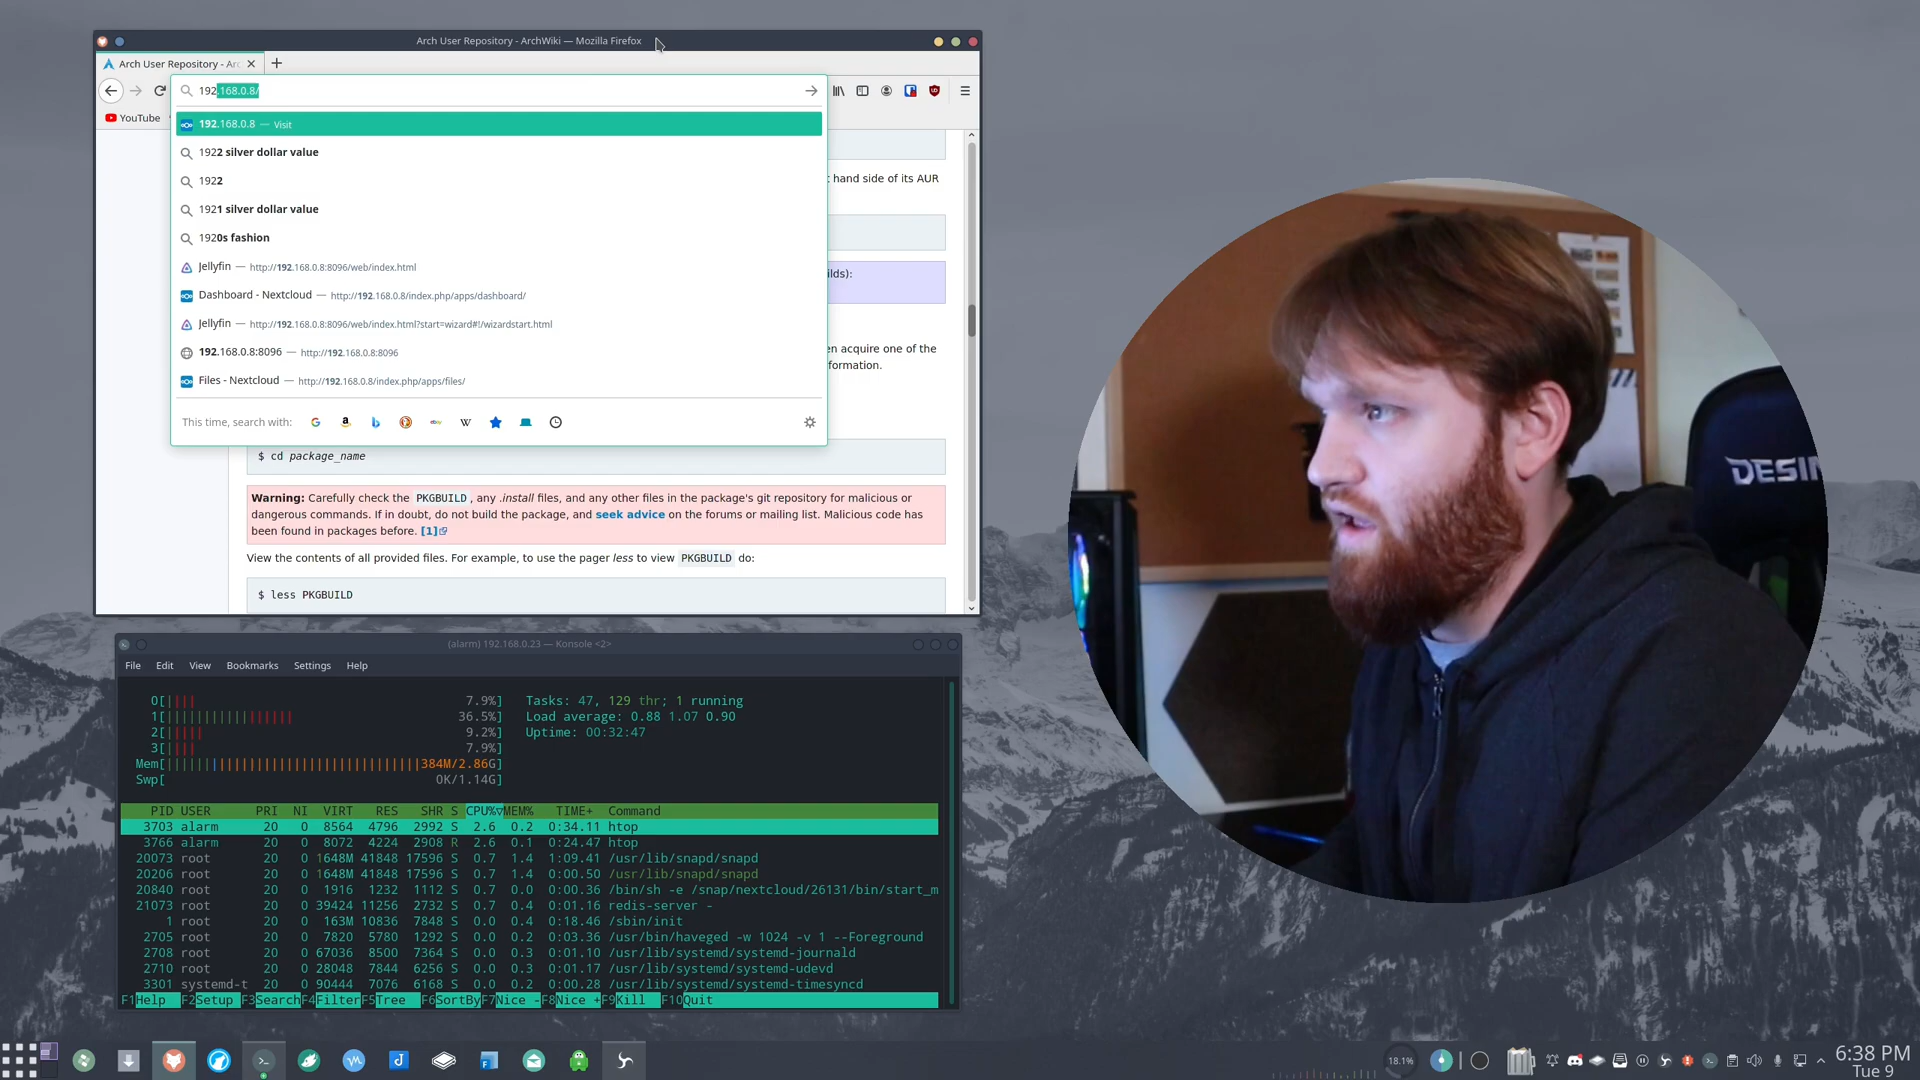 Arch User Repository - ArchWiki — Mozilla Firefox
Arch User Repository - Arc
192.168.0.8/
YouTube
192.168.0.8 — Visit
1922 silver dollar value
1922
1921 silver dollar value
1920s fashion
Jellyfin — http://192.168.0.8:8096/web/index.html
Dashboard - Nextcloud — http://192.168.0.8/index.php/apps/dashboard/
Jellyfin — http://192.168.0.8:8096/web/index.html?start=wizard#!/wizardstart.html
192.168.0.8:8096 — http://192.168.0.8:8096
Files - Nextcloud — http://192.168.0.8/index.php/apps/files/
This time, search with:
hand side of its AUR
ilds):
en acquire one of the
formation.
$ cd package_name
Warning: Carefully check the PKGBUILD, any .install files, and any other files in the package's git repository for malicious or
dangerous commands. If in doubt, do not build the package, and seek advice on the forums or mailing list. Malicious code has
been found in packages before. [1]
View the contents of all provided files. For example, to use the pager less to view PKGBUILD do:
$ less PKGBUILD
(alarm) 192.168.0.23 — Konsole <2>
File Edit View Bookmarks Settings Help
0[|||| 7.9%] Tasks: 47, 129 thr; 1 running
1[||||||||||||||||| 36.5%] Load average: 0.88 1.07 0.90
2[||||| 9.2%] Uptime: 00:32:47
3[|||| 7.9%]
Mem[|||||||||||||||||||||||||||||||||384M/2.86G]
Swp[ 0K/1.14G]
PID USER PRI NI VIRT RES SHR S CPU%▽MEM% TIME+ Command
3703 alarm 20 0 8564 4796 2992 S 2.6 0.2 0:34.11 htop
3766 alarm 20 0 8072 4224 2908 R 2.6 0.1 0:24.47 htop
20073 root 20 0 1648M 41848 17596 S 0.7 1.4 1:09.41 /usr/lib/snapd/snapd
20206 root 20 0 1648M 41848 17596 S 0.7 1.4 0:00.50 /usr/lib/snapd/snapd
20840 root 20 0 1916 1232 1112 S 0.7 0.0 0:00.36 /bin/sh -e /snap/nextcloud/26131/bin/start_m
21073 root 20 0 39424 11256 2732 S 0.7 0.4 0:01.16 redis-server -
1 root 20 0 163M 10836 7848 S 0.0 0.4 0:18.46 /sbin/init
2705 root 20 0 7820 5780 1292 S 0.0 0.2 0:03.36 /usr/bin/haveged -w 1024 -v 1 --Foreground
2708 root 20 0 67036 8500 7364 S 0.0 0.3 0:01.10 /usr/lib/systemd/systemd-journald
2710 root 20 0 28048 7844 6256 S 0.0 0.3 0:01.17 /usr/lib/systemd/systemd-udevd
3301 systemd-t 20 0 90444 7076 6168 S 0.0 0.2 0:00.28 /usr/lib/systemd/systemd-timesyncd
F1Help F2Setup F3SearchF4FilterF5Tree F6SortByF7Nice -F8Nice +F9Kill F10Quit
DESIN
18.1%
6:38 PM
Tue 9